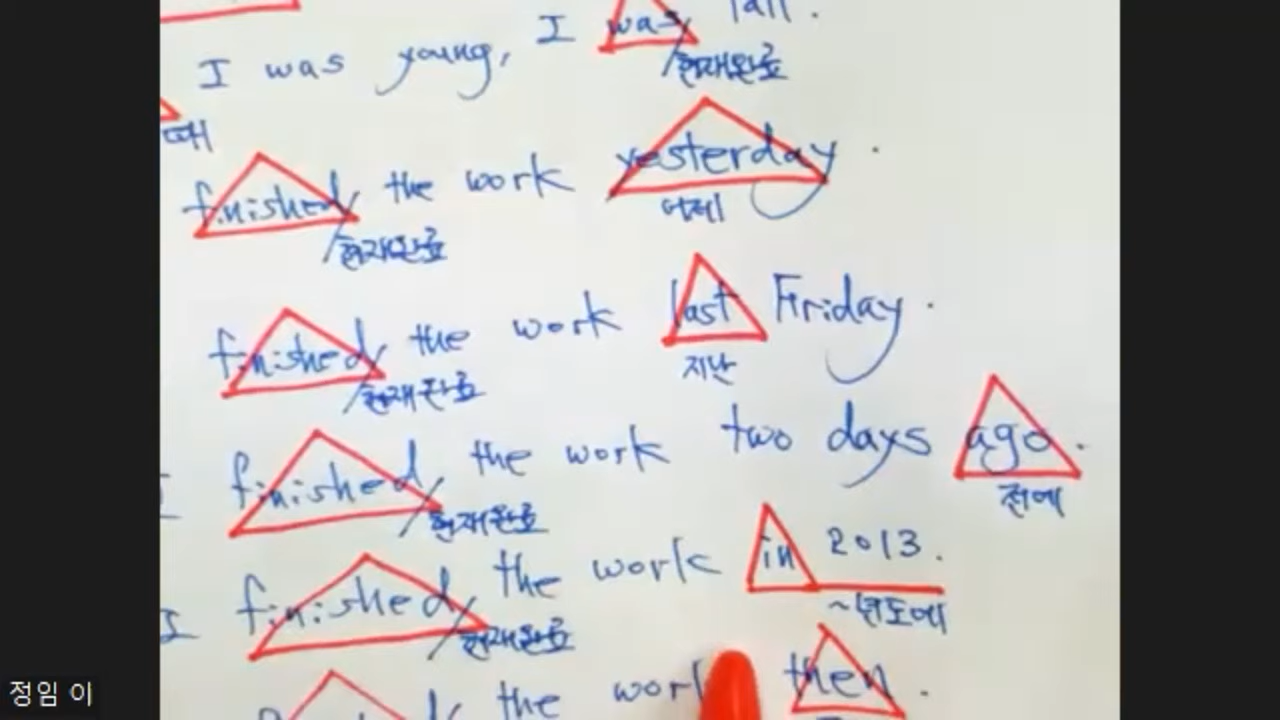 I was young, I was tall.
현재완료
때
finished the work yesterday.
현재완료 어제
finished the work last Friday.
현재완료 지난
I finished the work two days ago.
현재완료 전에
I finished the work in 2013.
현재완료 ~년도에
the work then.
정임 이